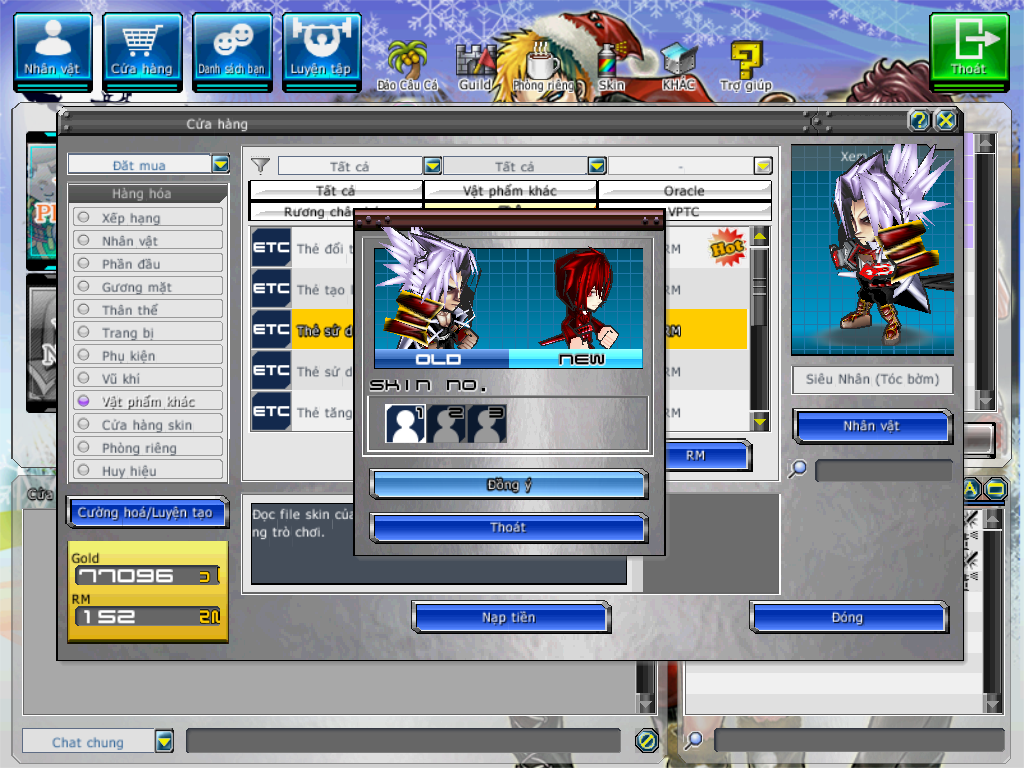 Nhân vật
Cửa hàng
Danh sách bạn
Luyện tập
Đảo Câu Cá
Guild
Phòng riêng
Skin
KHÁC
Trợ giúp
Thoát
Cửa hàng
Đặt mua
Hàng hóa
Xếp hạng
Nhân vật
Phần đầu
Gương mặt
Thân thể
Trang bị
Phụ kiện
Vũ khí
Vật phẩm khác
Cửa hàng skin
Phòng riêng
Huy hiệu
Cường hoá/Luyện tạo
Gold
77096
RM
152
Tất cả
Tất cả
-
Tất cả
Vật phẩm khác
Oracle
Rương
VPTC
ETC Thẻ đổi
RM
Hot
ETC Thẻ tạo
RM
ETC Thẻ sử
RM
ETC Thẻ sử
RM
ETC Thẻ tăng
RM
OLD
NEW
SKIN NO.
1
2
3
Đồng ý
Thoát
RM
Đọc file skin của
ng trò chơi.
Siêu Nhân (Tóc bờm)
Nhân vật
Nạp tiền
Đóng
A
Chat chung